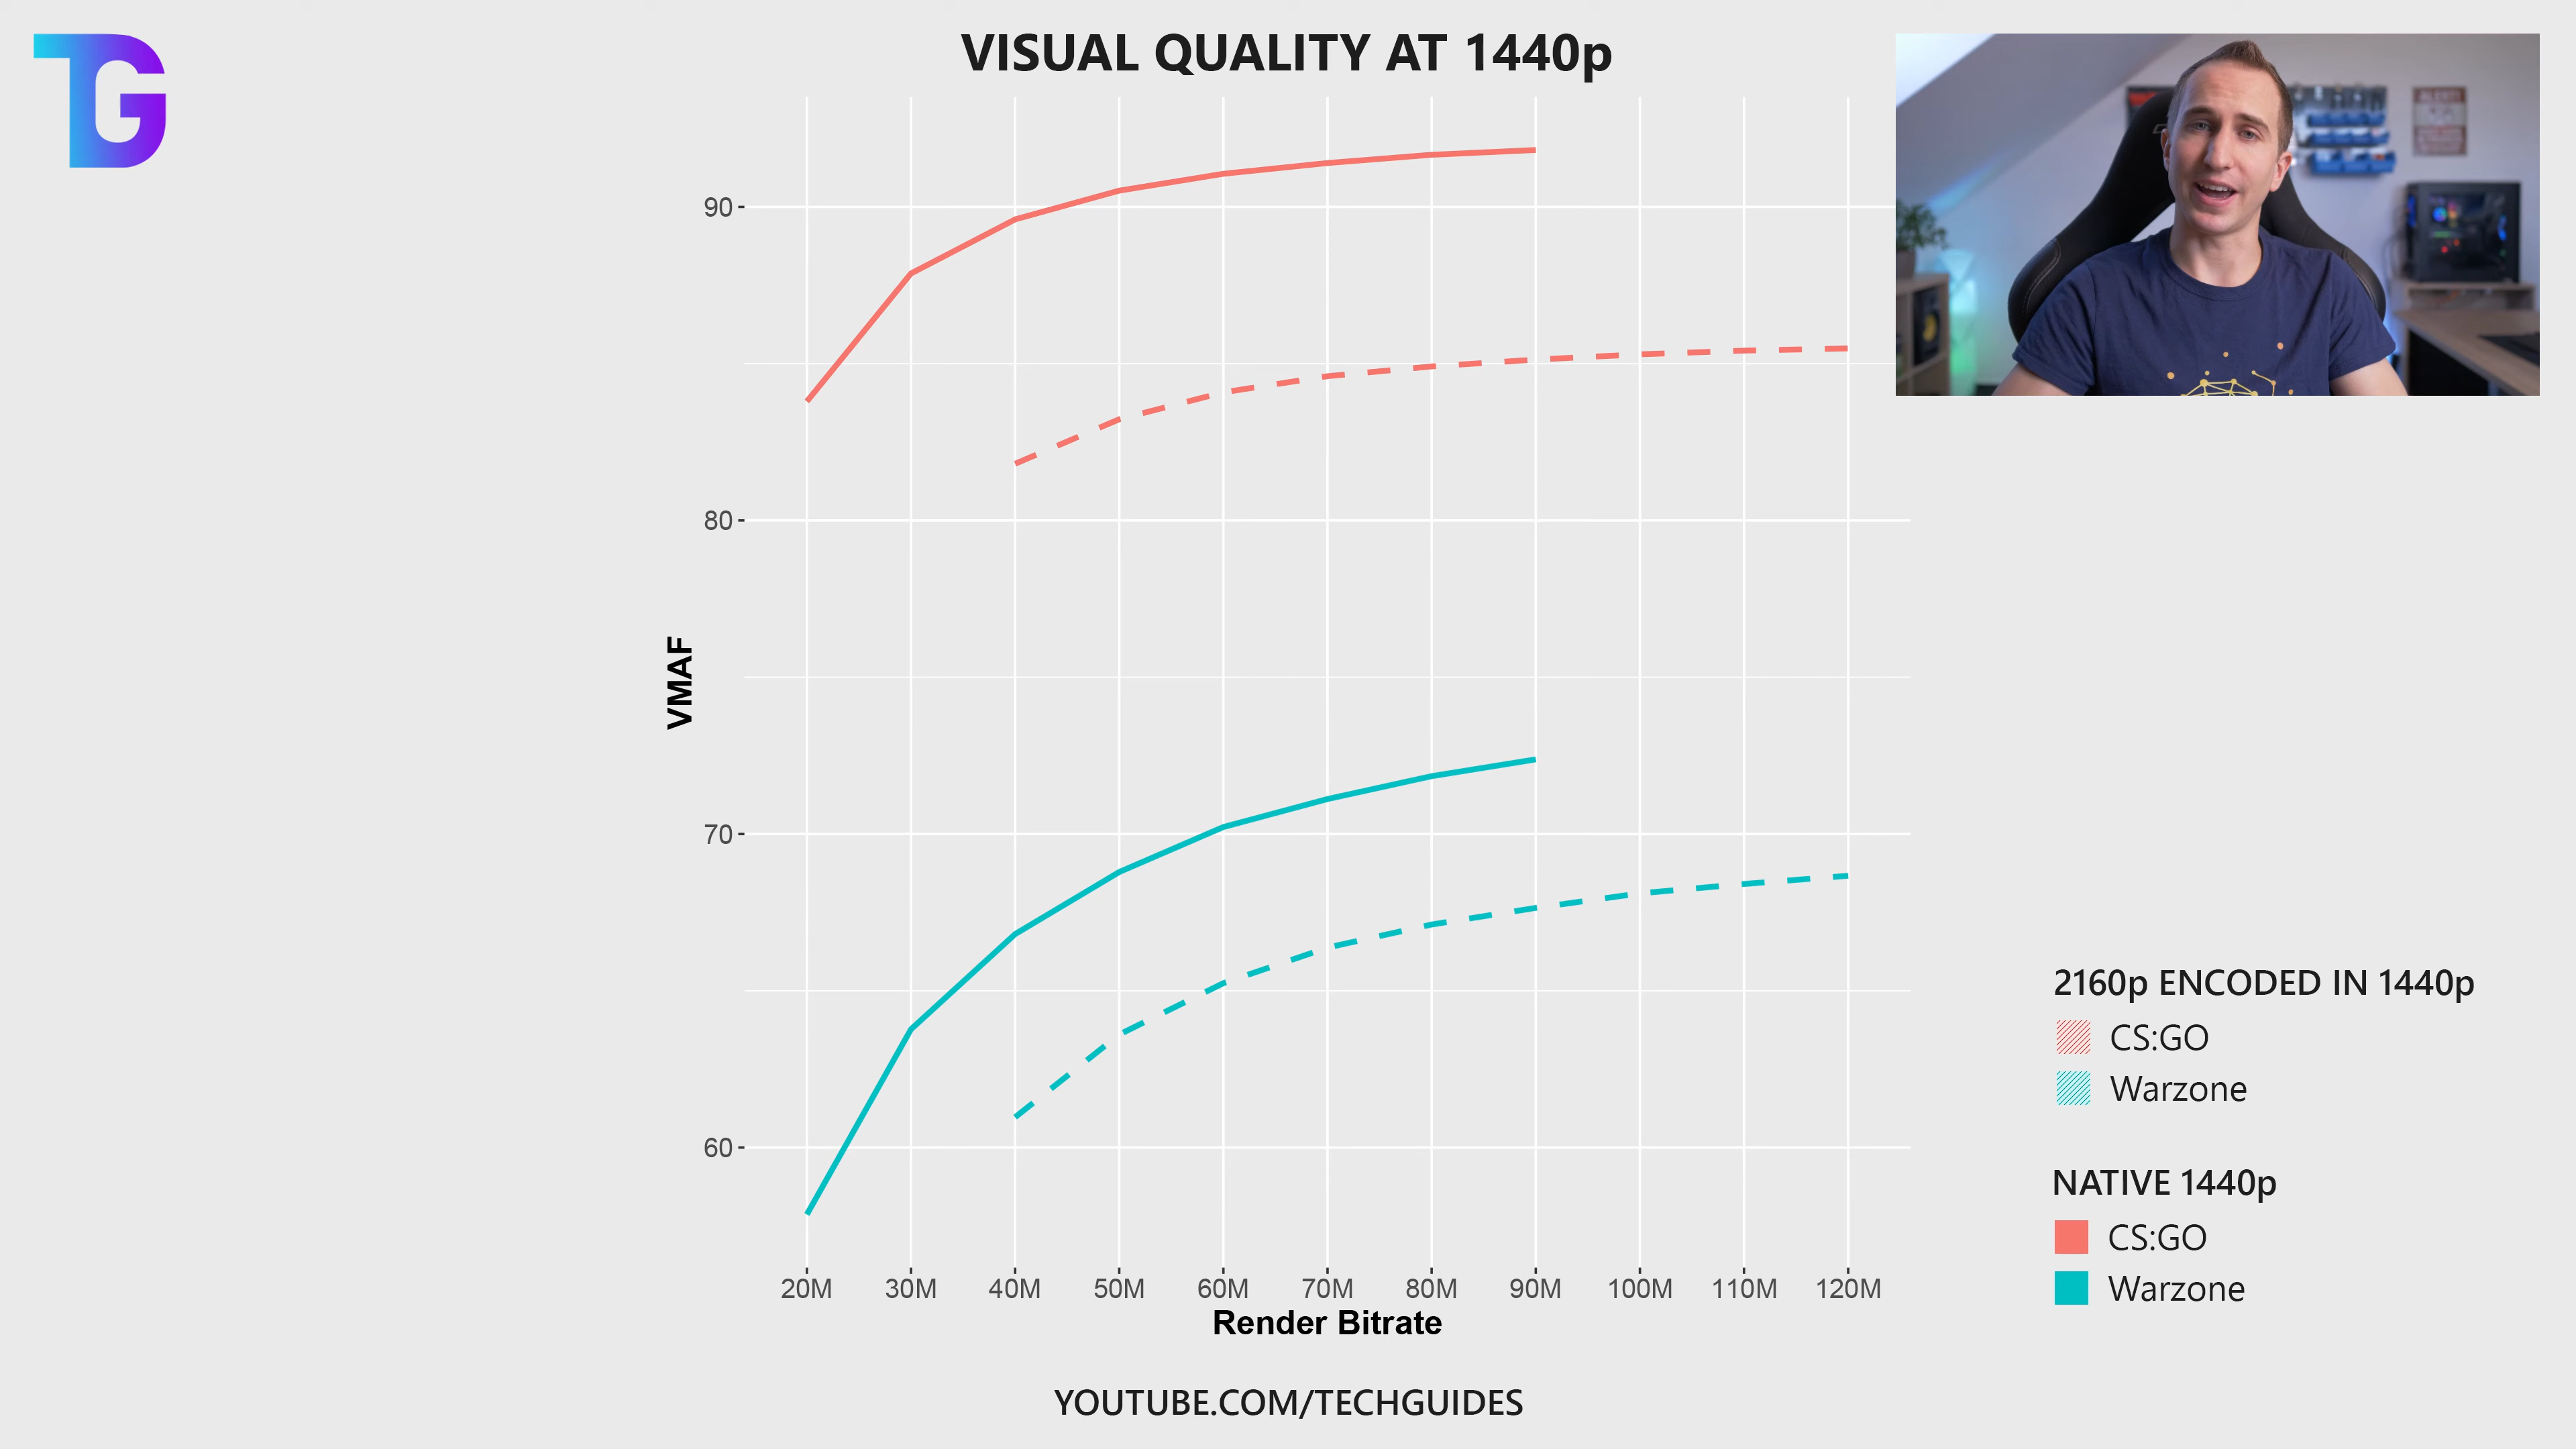 TG
VISUAL QUALITY AT 1440p
90
80
70
60
VMAF
20M 30M 40M 50M 60M 70M 80M 90M 100M 110M 120M
Render Bitrate
2160p ENCODED IN 1440p
CS:GO
Warzone
NATIVE 1440p
CS:GO
Warzone
YOUTUBE.COM/TECHGUIDES